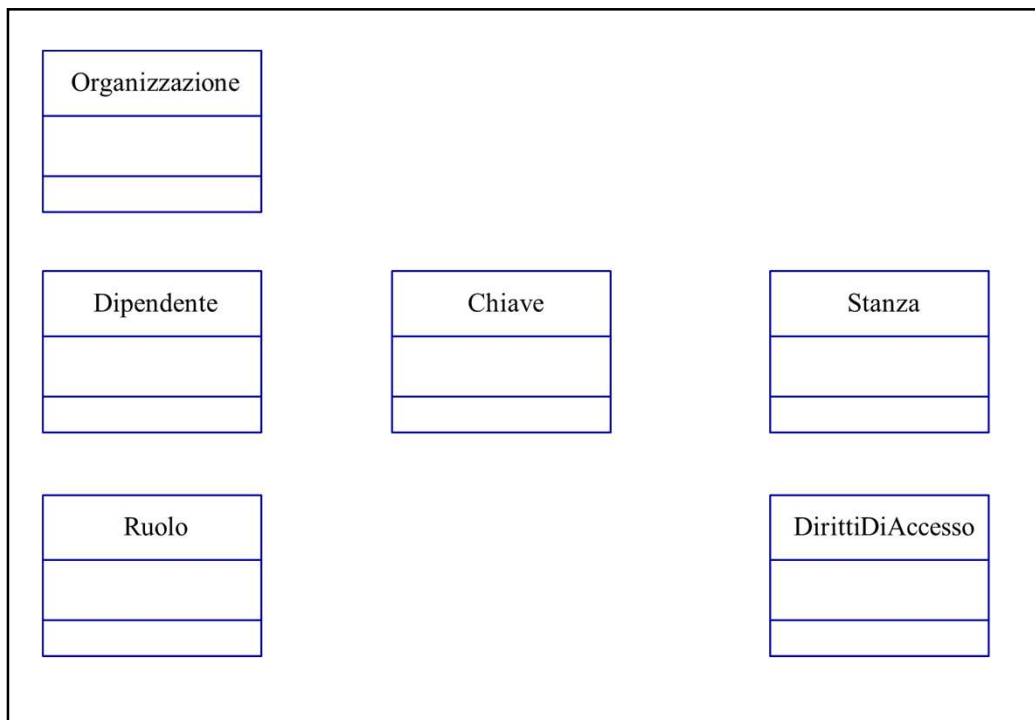 Organizzazione
Dipendente
Chiave
Stanza
Ruolo
DirittiDiAccesso